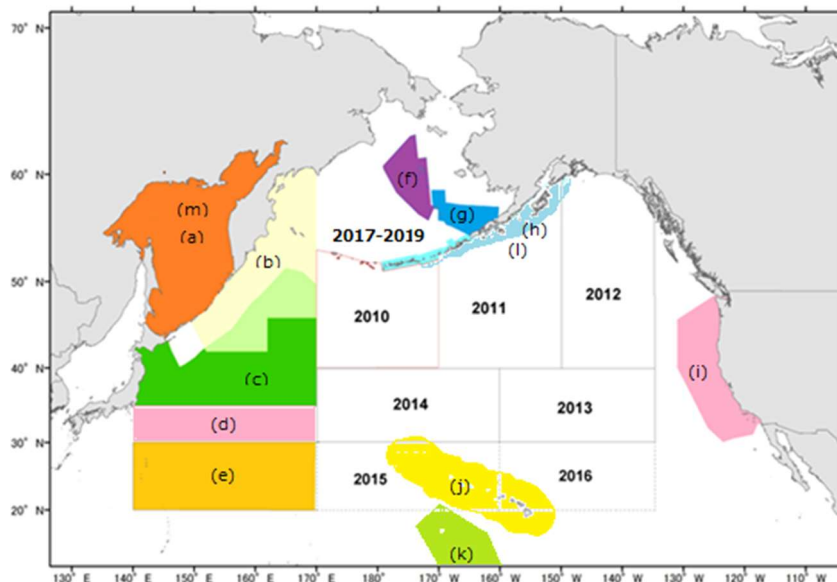 70° N
60° N
50° N
40° N
30° N
20° N
(m)
(a)
(b)
(c)
(d)
(e)
(f)
(g)
(h)
(l)
(i)
(j)
(k)
2017-2019
2010
2011
2012
2014
2013
2015
2016
130° E
140° E
150° E
160° E
170° E
180°
170° W
160° W
150° W
140° W
130° W
120° W
110° W